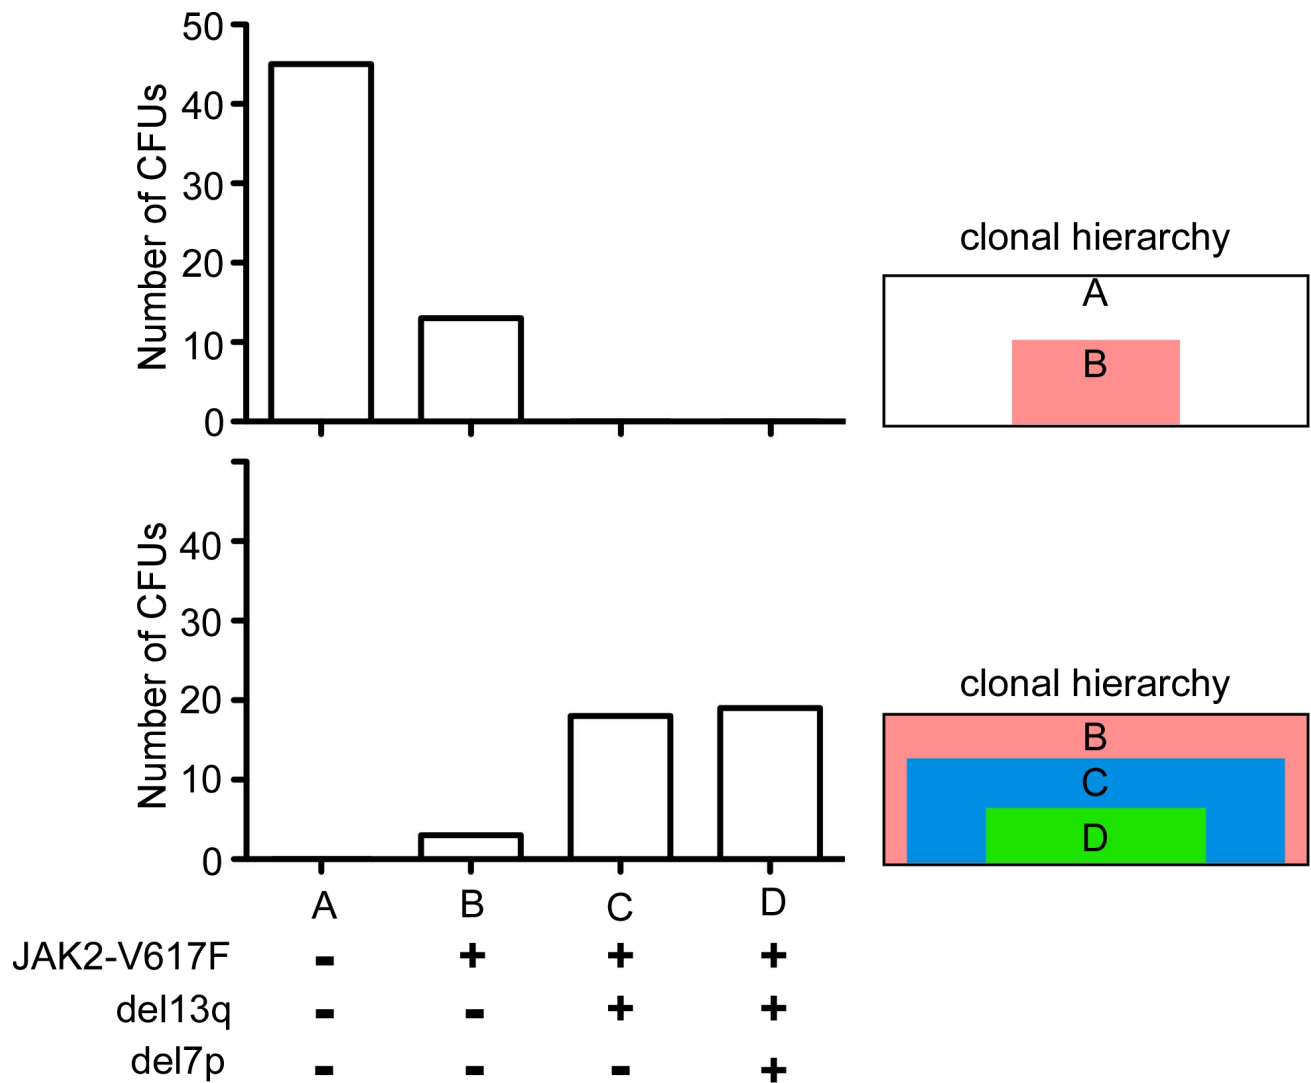 50
40
30
20
10
0
Number of CFUs
clonal hierarchy
A
B
40
30
20
10
0
Number of CFUs
clonal hierarchy
B
C
D
A B C D
JAK2-V617F - + + +
del13q - - + +
del7p - - - +